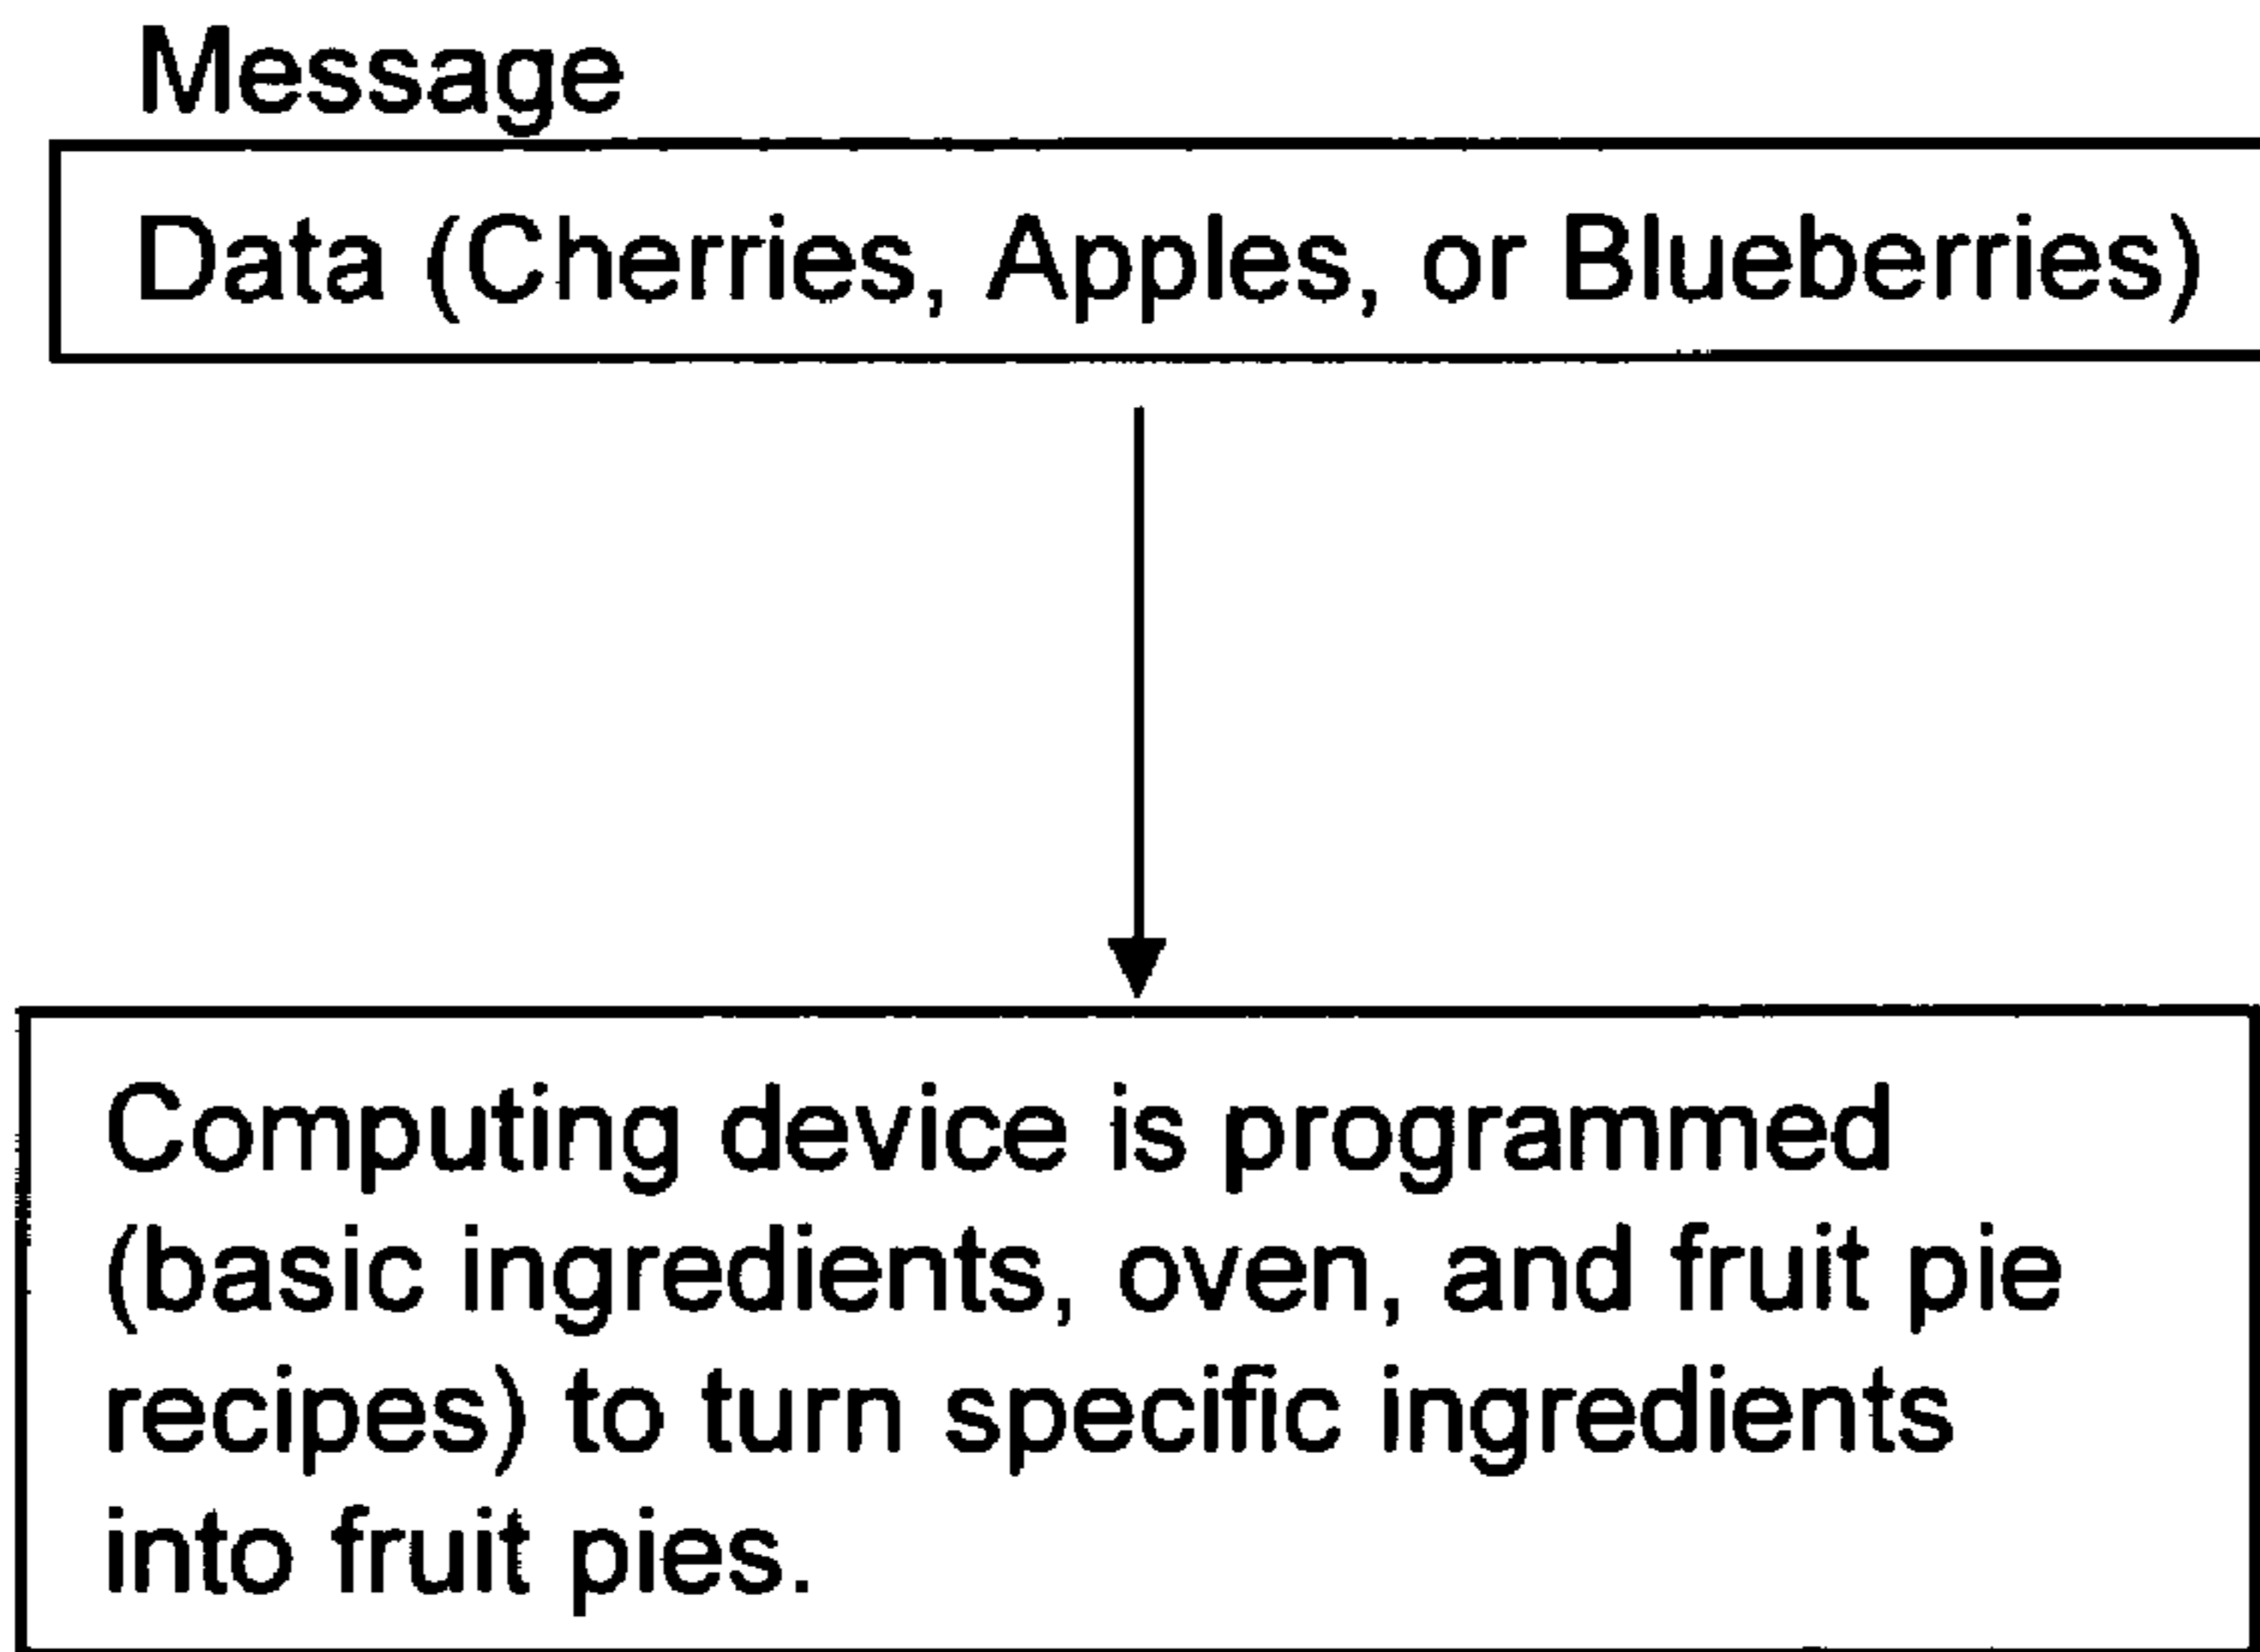 Message
Data (Cherries, Apples, or Blueberries)
Computing device is programmed
(basic ingredients, oven, and fruit pie
recipes) to turn specific ingredients
into fruit pies.